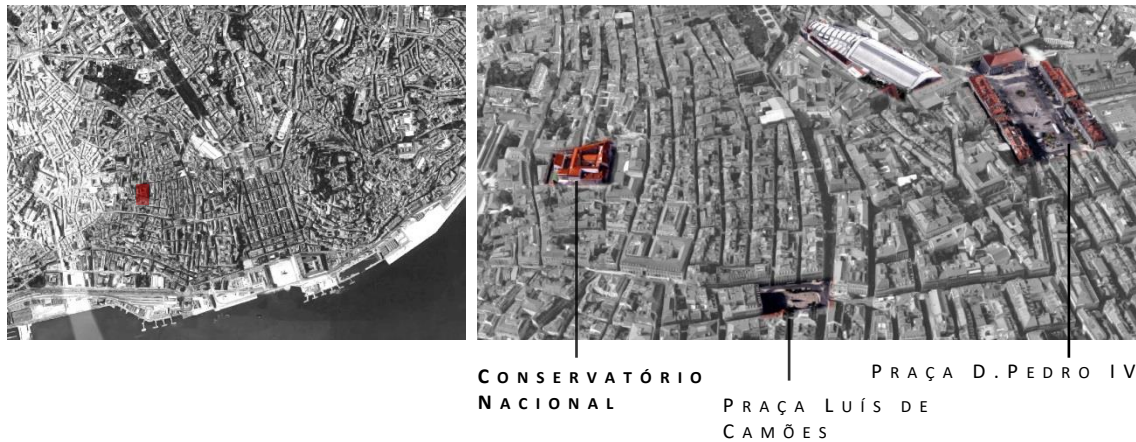 CONSERVATÓRIO
NACIONAL
PRAÇA LUÍS DE
CAMÕES
PRAÇA D.PEDRO IV